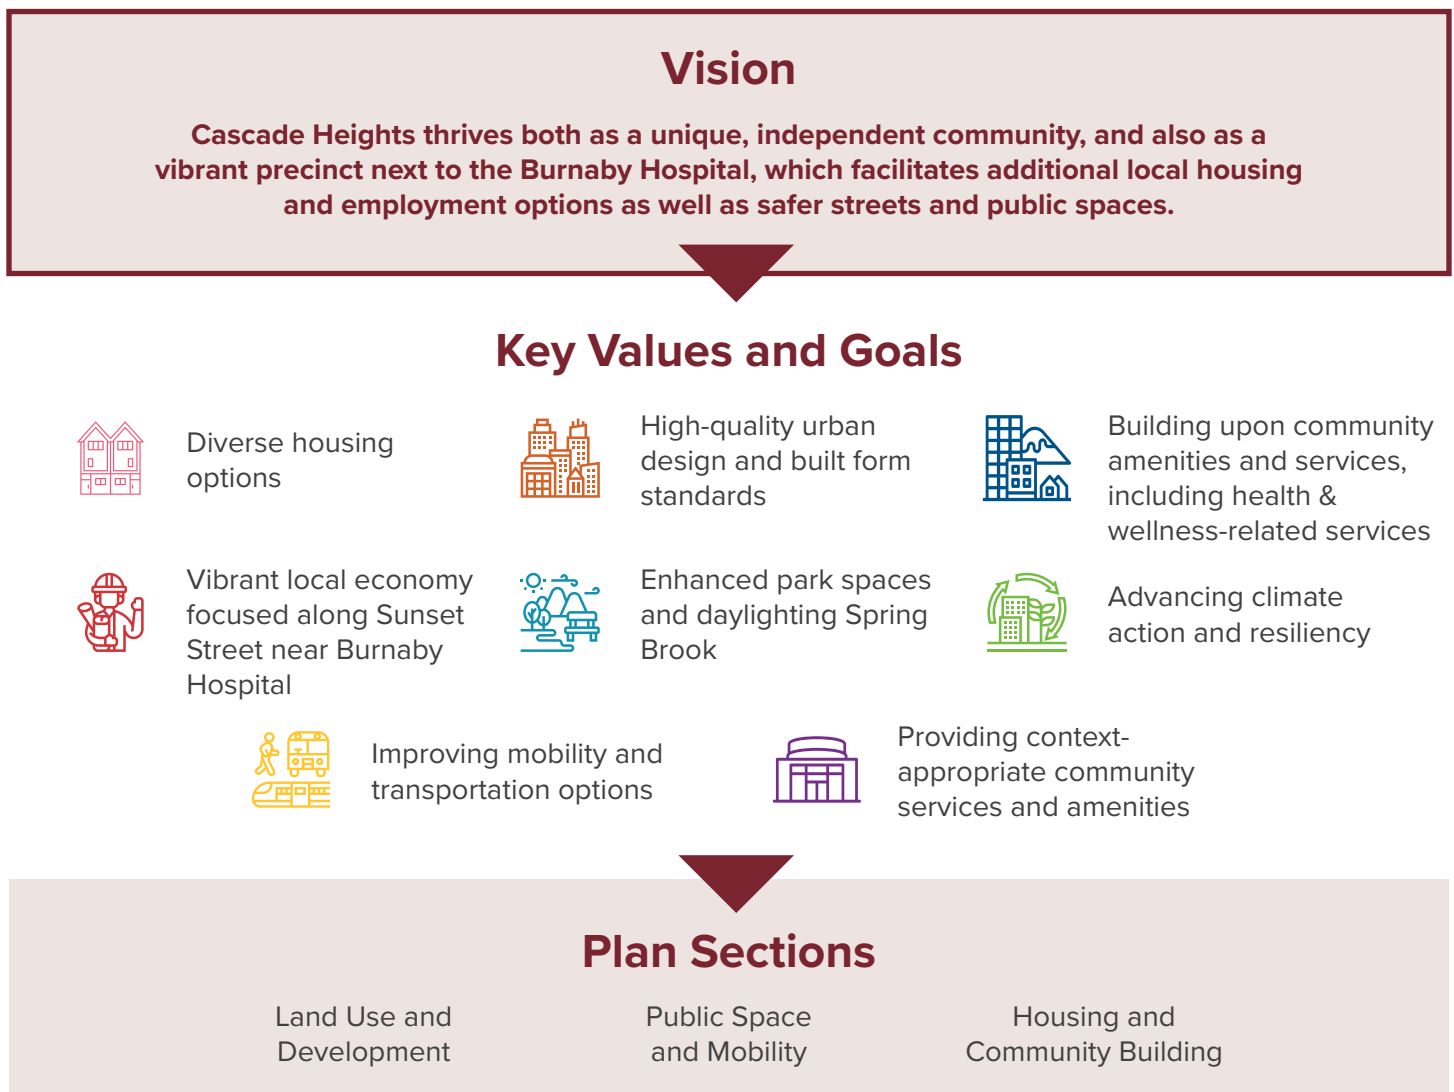 Vision
Cascade Heights thrives both as a unique, independent community, and also as a
vibrant precinct next to the Burnaby Hospital, which facilitates additional local housing
and employment options as well as safer streets and public spaces.
Key Values and Goals
Diverse housing
options
High-quality urban
design and built form
standards
Building upon community
amenities and services,
including health &
wellness-related services
Vibrant local economy
focused along Sunset
Street near Burnaby
Hospital
Enhanced park spaces
and daylighting Spring
Brook
Advancing climate
action and resiliency
Improving mobility and
transportation options
Providing context-
appropriate community
services and amenities
Plan Sections
Land Use and
Development
Public Space
and Mobility
Housing and
Community Building